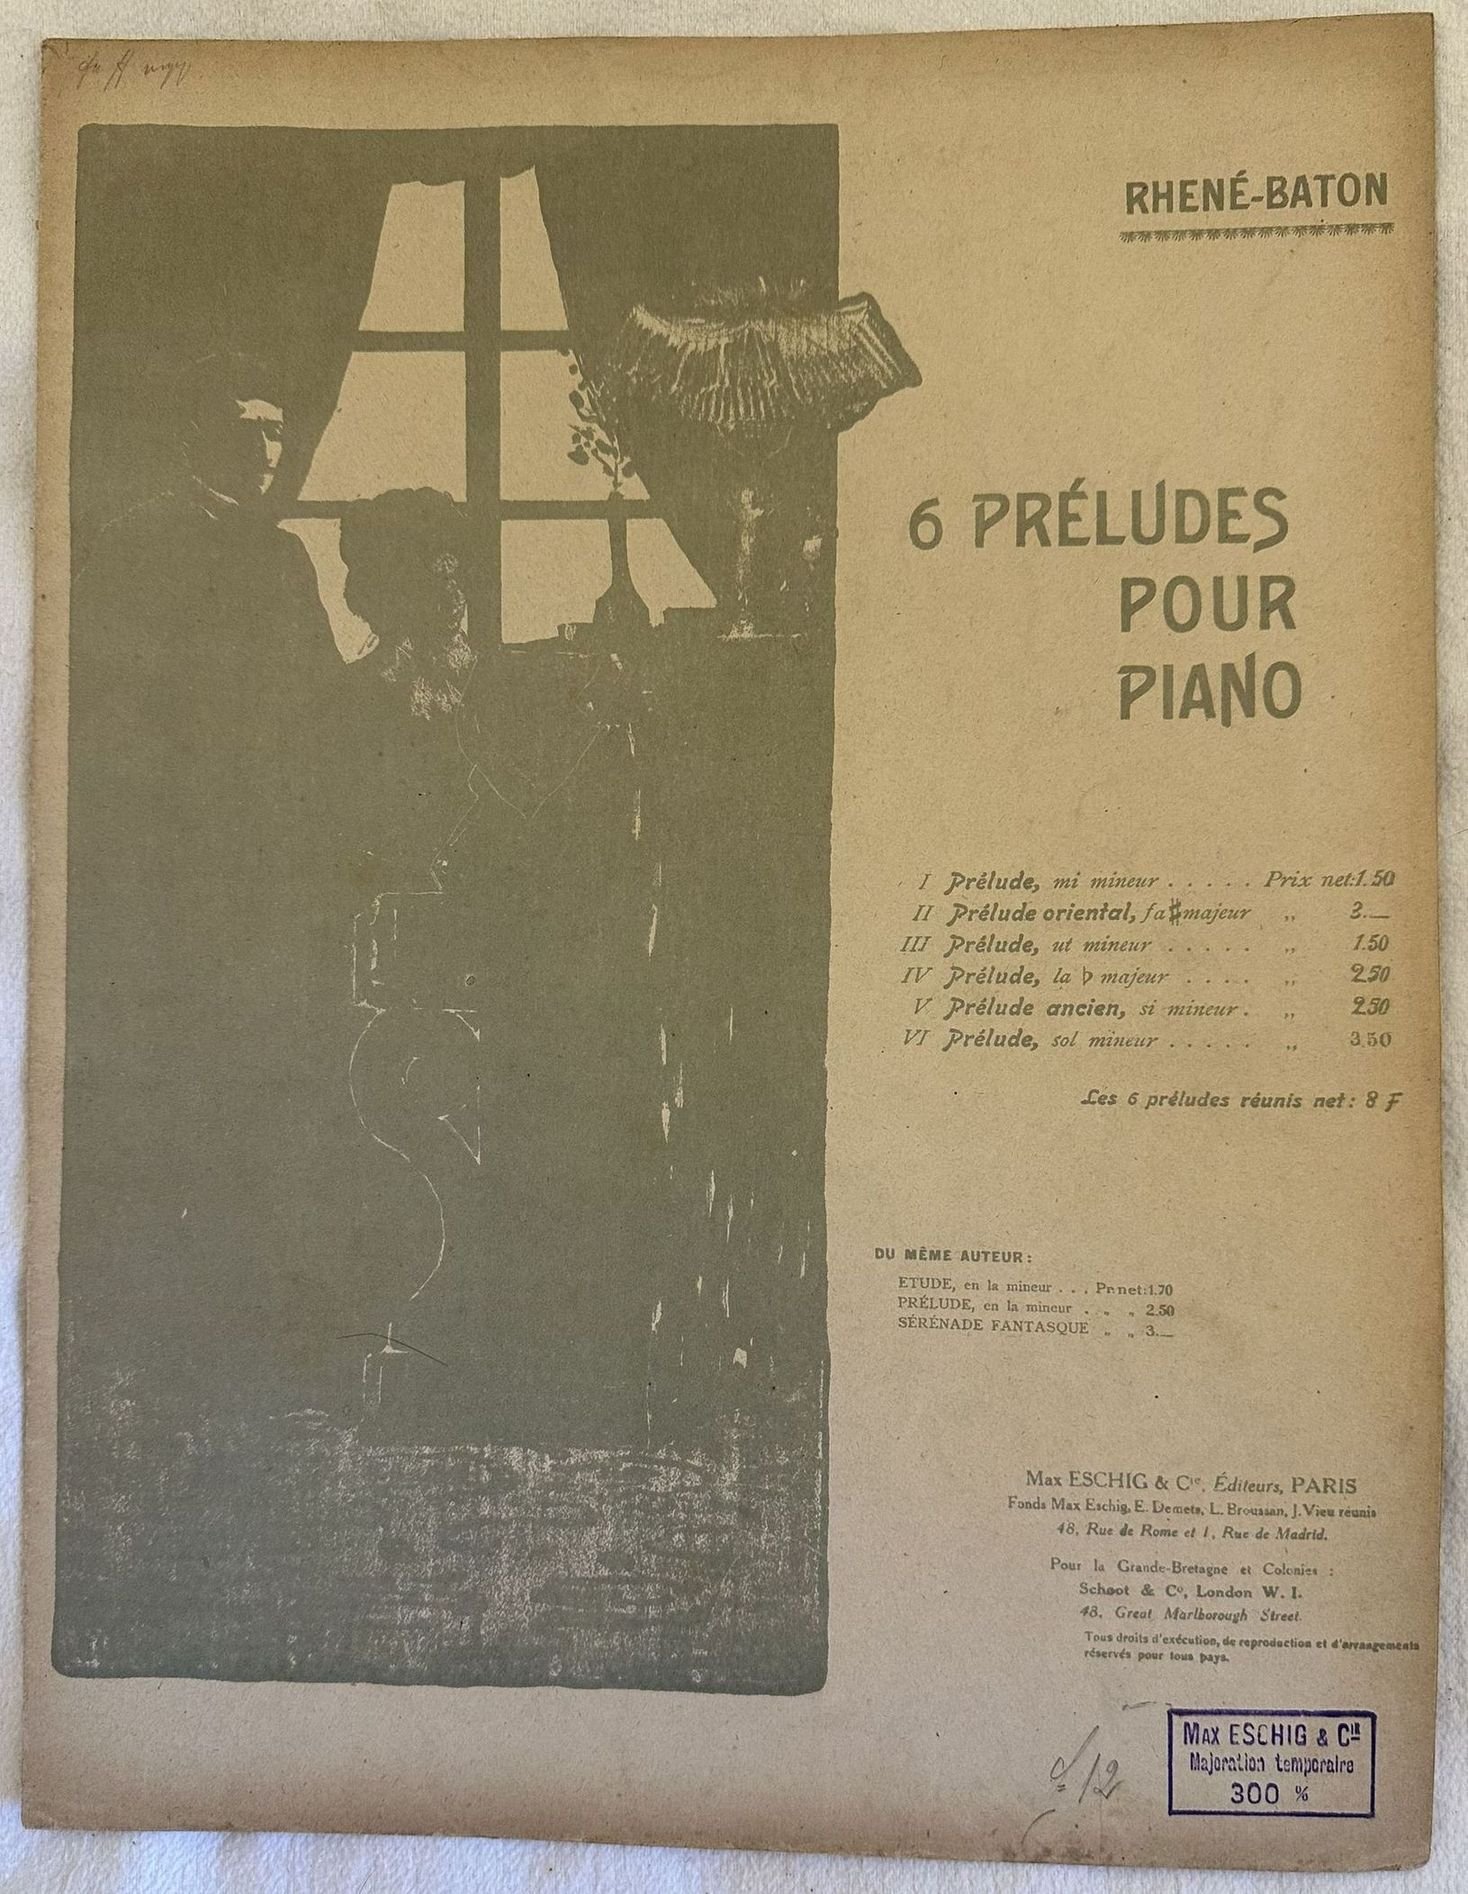 RHENÉ-BATON
6 PRÉLUDES
POUR
PIANO
I Prélude, mi mineur . . . . . Prix net: 1.50
II Prélude oriental, fa♯majeur „ 3.—
III Prélude, ut mineur . . . . . „ 1.50
IV Prélude, la ♭ majeur . . . . „ 2.50
V Prélude ancien, si mineur . „ 2.50
VI Prélude, sol mineur . . . . . „ 3.50
Les 6 préludes réunis net: 8 F
DU MÊME AUTEUR:
ETUDE, en la mineur . . . Pr. net: 1.70
PRÉLUDE, en la mineur . „ „ 2.50
SÉRÉNADE FANTASQUE „ „ 3.—
Max ESCHIG & Cie, Éditeurs, PARIS
Fonds Max Eschig, E. Demets, L. Broussan, J. Vieu réunis
48, Rue de Rome et 1, Rue de Madrid.
Pour la Grande-Bretagne et Colonies :
Schoot & Co, London W. I.
48, Great Marlborough Street.
Tous droits d'exécution, de reproduction et d'arrangements
réservés pour tous pays.
MAX ESCHIG & CIE
Majoration temporaire
300 %
12